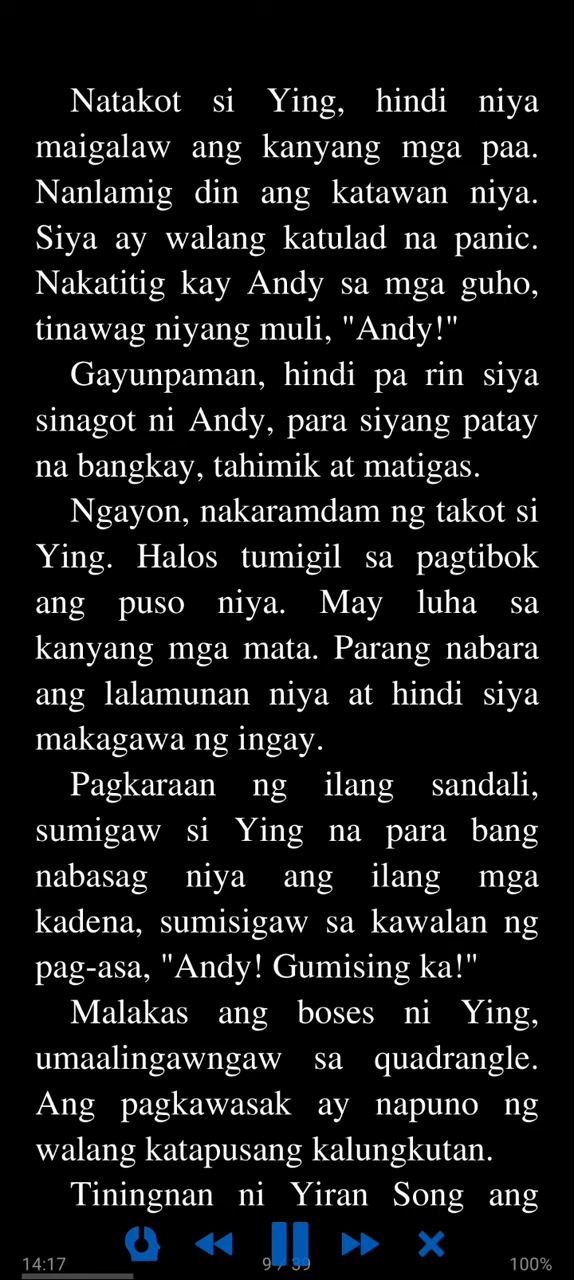 Natakot si Ying, hindi niya
maigalaw ang kanyang mga paa.
Nanlamig din ang katawan niya.
Siya ay walang katulad na panic.
Nakatitig kay Andy sa mga guho,
tinawag niyang muli, "Andy!"
Gayunpaman, hindi pa rin siya
sinagot ni Andy, para siyang patay
na bangkay, tahimik at matigas.
Ngayon, nakaramdam ng takot si
Ying. Halos tumigil sa pagtibok
ang puso niya. May luha sa
kanyang mga mata. Parang nabara
ang lalamunan niya at hindi siya
makagawa ng ingay.
Pagkaraan ng ilang sandali,
sumigaw si Ying na para bang
nabasag niya ang ilang mga
kadena, sumisigaw sa kawalan ng
pag-asa, "Andy! Gumising ka!"
Malakas ang boses ni Ying,
umaalingawngaw sa quadrangle.
Ang pagkawasak ay napuno ng
walang katapusang kalungkutan.
Tiningnan ni Yiran Song ang
14:17 9 / 39 100%